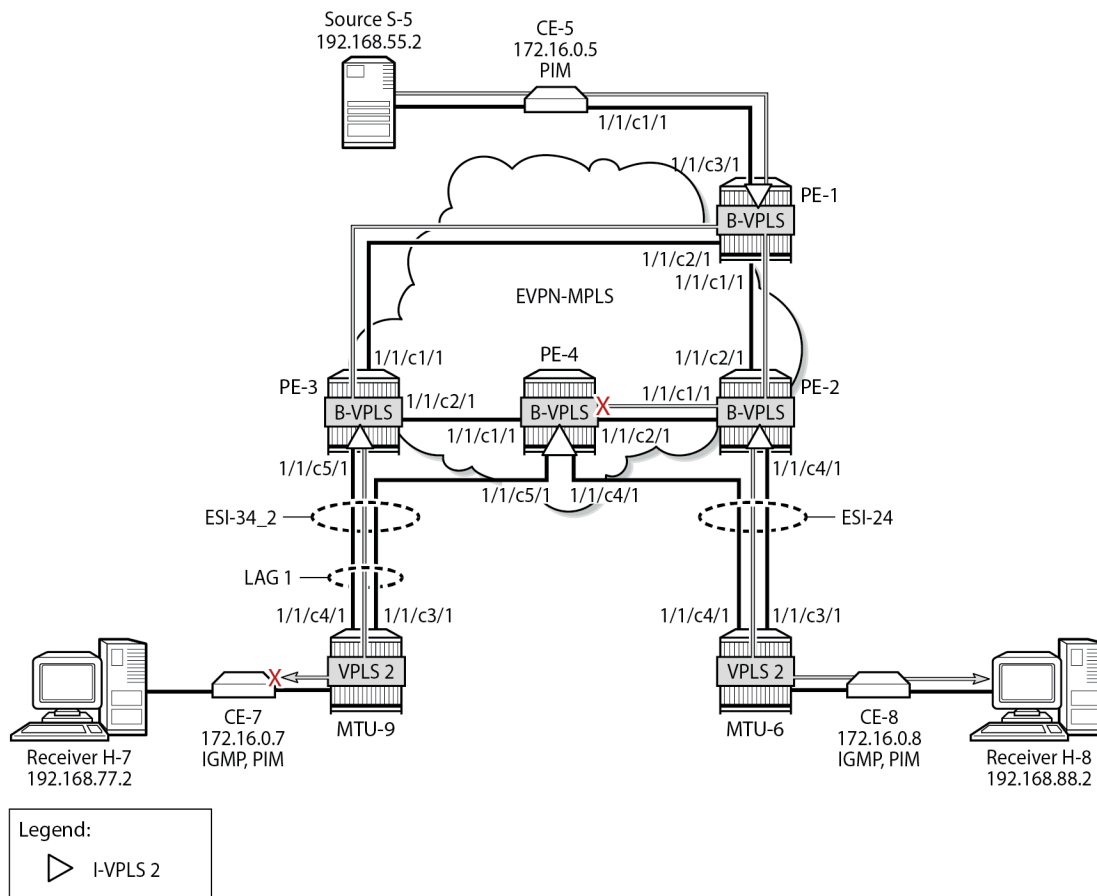 Source S-5
192.168.55.2
CE-5
172.16.0.5
PIM
1/1/c1/1
1/1/c3/1
PE-1
B-VPLS
1/1/c2/1
1/1/c1/1
EVPN-MPLS
1/1/c1/1
PE-4
1/1/c2/1
PE-3
PE-2
B-VPLS
1/1/c2/1
B-VPLS
X
1/1/c1/1
B-VPLS
1/1/c1/1
1/1/c2/1
1/1/c5/1
1/1/c4/1
1/1/c5/1
1/1/c4/1
ESI-34_2
ESI-24
LAG 1
1/1/c4/1
1/1/c3/1
1/1/c4/1
1/1/c3/1
X
VPLS 2
VPLS 2
CE-7
172.16.0.7
IGMP, PIM
MTU-9
MTU-6
CE-8
172.16.0.8
IGMP, PIM
Receiver H-7
192.168.77.2
Receiver H-8
192.168.88.2
Legend:
I-VPLS 2